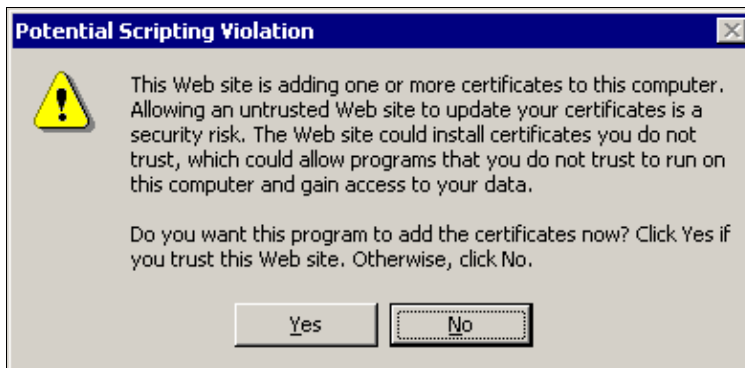 Potential Scripting Violation
This Web site is adding one or more certificates to this computer.
Allowing an untrusted Web site to update your certificates is a
security risk. The Web site could install certificates you do not
trust, which could allow programs that you do not trust to run on
this computer and gain access to your data.
Do you want this program to add the certificates now? Click Yes if
you trust this Web site. Otherwise, click No.
Yes No